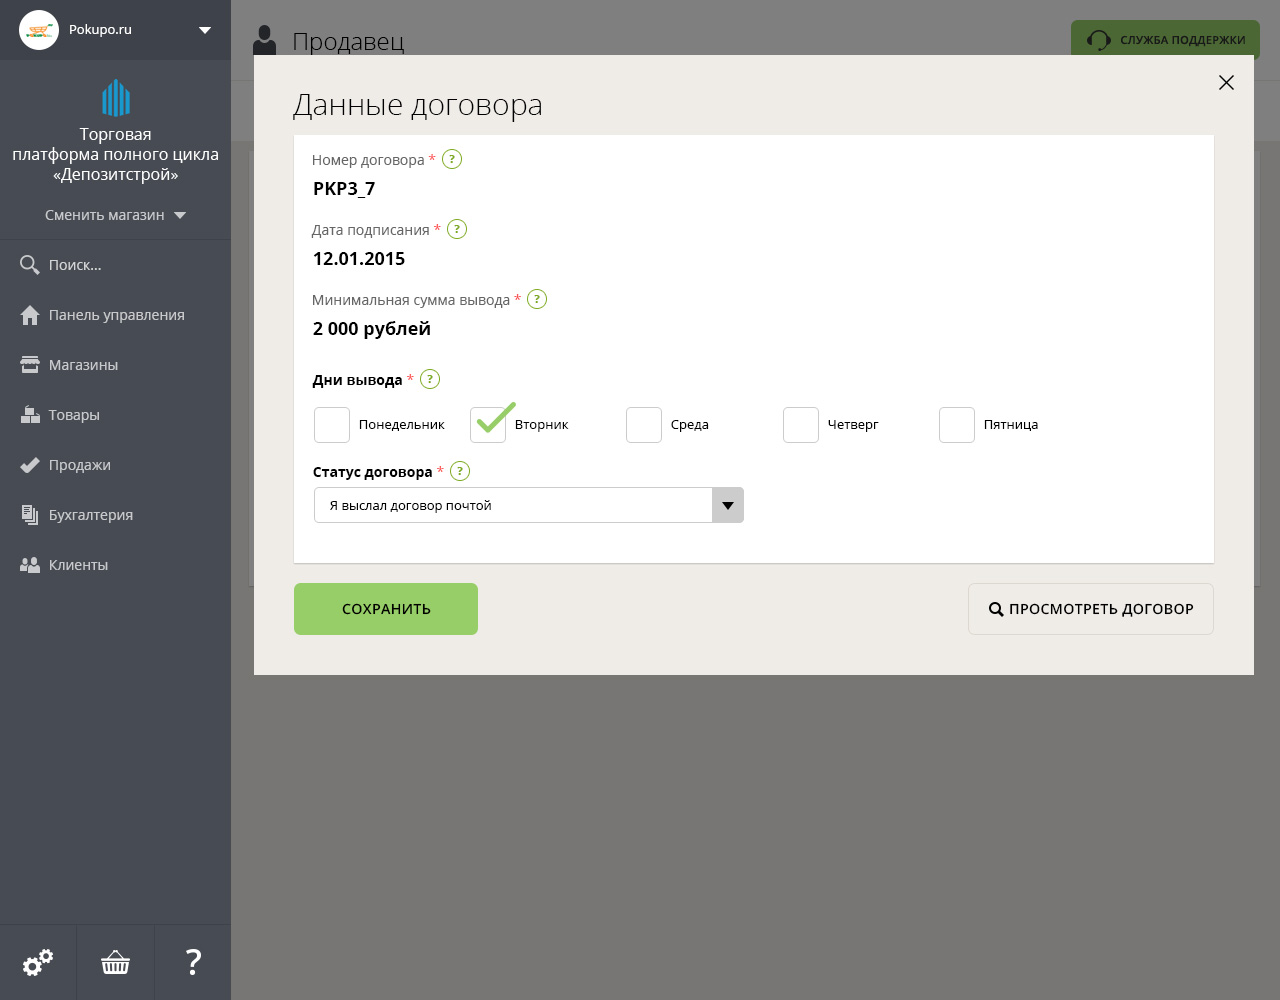 Pokupo.ru
Торговая
платформа полного цикла
«Депозитстрой»
Сменить магазин
Поиск...
Панель управления
Магазины
Товары
Продажи
Бухгалтерия
Клиенты
?
Продавец
СЛУЖБА ПОДДЕРЖКИ
Данные договора
Номер договора * ?
PKP3_7
Дата подписания * ?
12.01.2015
Минимальная сумма вывода * ?
2 000 рублей
Дни вывода * ?
Понедельник Вторник Среда Четверг Пятница
Статус договора * ?
Я выслал договор почтой
СОХРАНИТЬ
ПРОСМОТРЕТЬ ДОГОВОР